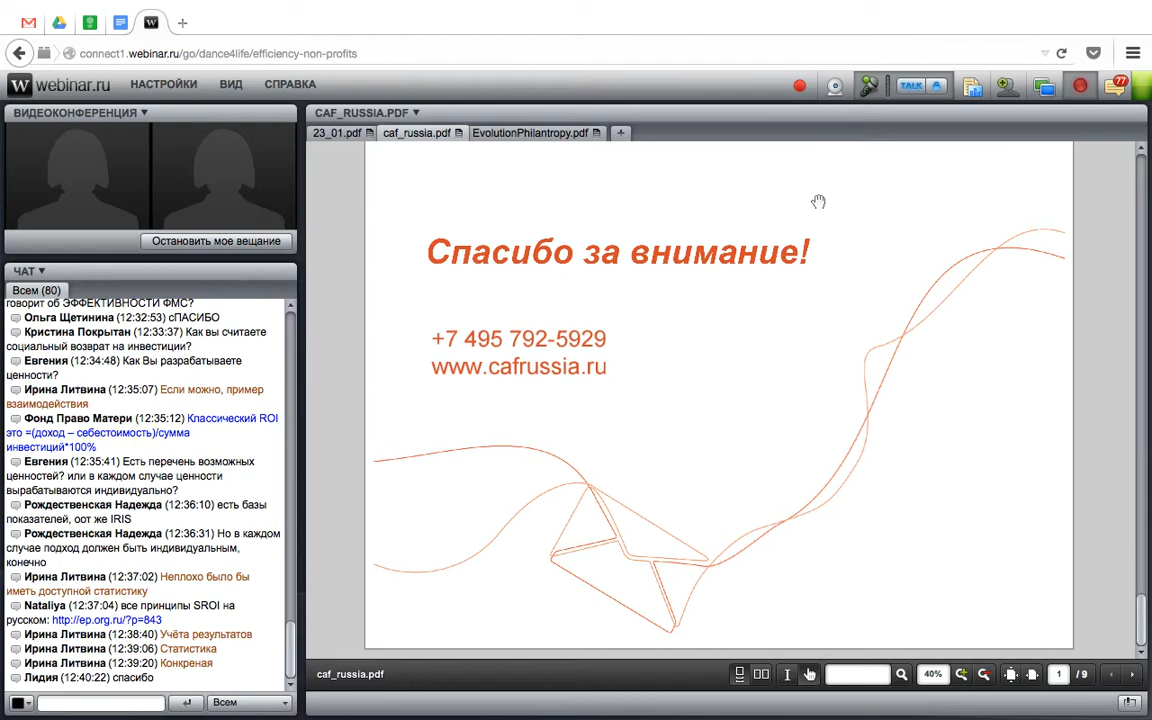 connect1.webinar.ru/go/dance4life/efficiency-non-profits
W webinar.ru НАСТРОЙКИ ВИД СПРАВКА TALK 77
ВИДЕОКОНФЕРЕНЦИЯ
Остановить мое вещание
ЧАТ
Всем (80)
говорит об ЭФФЕКТИВНОСТИ ФМС?
Ольга Щетинина (12:32:53) сПАСИБО
Кристина Покрытан (12:33:37) Как вы считаете
социальный возврат на инвестиции?
Евгения (12:34:48) Как Вы разрабатываете
ценности?
Ирина Литвина (12:35:07) Если можно, пример
взаимодействия
Фонд Право Матери (12:35:12) Классический ROI
это =(доход – себестоимость)/сумма
инвестиций*100%
Евгения (12:35:41) Есть перечень возможных
ценностей? или в каждом случае ценности
вырабатываются индивидуально?
Рождественская Надежда (12:36:10) есть базы
показателей, оот же IRIS
Рождественская Надежда (12:36:31) Но в каждом
случае подход должен быть индивидуальным,
конечно
Ирина Литвина (12:37:02) Неплохо было бы
иметь доступной статистику
Nataliya (12:37:04) все принципы SROI на
русском: http://ep.org.ru/?p=843
Ирина Литвина (12:38:40) Учёта результатов
Ирина Литвина (12:39:06) Статистика
Ирина Литвина (12:39:20) Конкреная
Лидия (12:40:22) спасибо
Всем
CAF_RUSSIA.PDF
23_01.pdf caf_russia.pdf EvolutionPhilantropy.pdf
Спасибо за внимание!
+7 495 792-5929
www.cafrussia.ru
caf_russia.pdf 40% 1 / 9